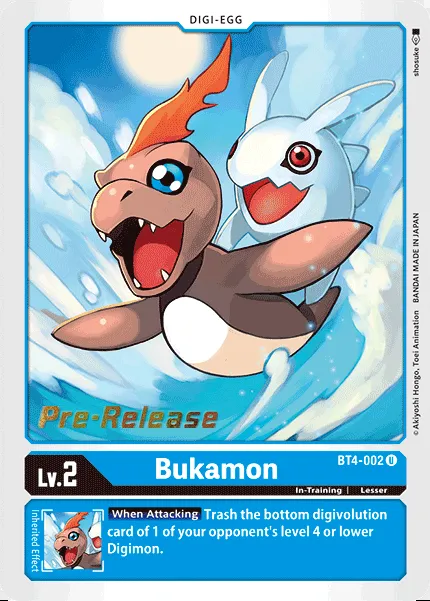 DIGI-EGG
shosuke
©Akiyoshi Hongo, Toei Animation BANDAI MADE IN JAPAN
Pre-Release
Lv.2
Bukamon
BT4-002 U
In-Training | Lesser
Inherited Effect
When Attacking Trash the bottom digivolution
card of 1 of your opponent's level 4 or lower
Digimon.